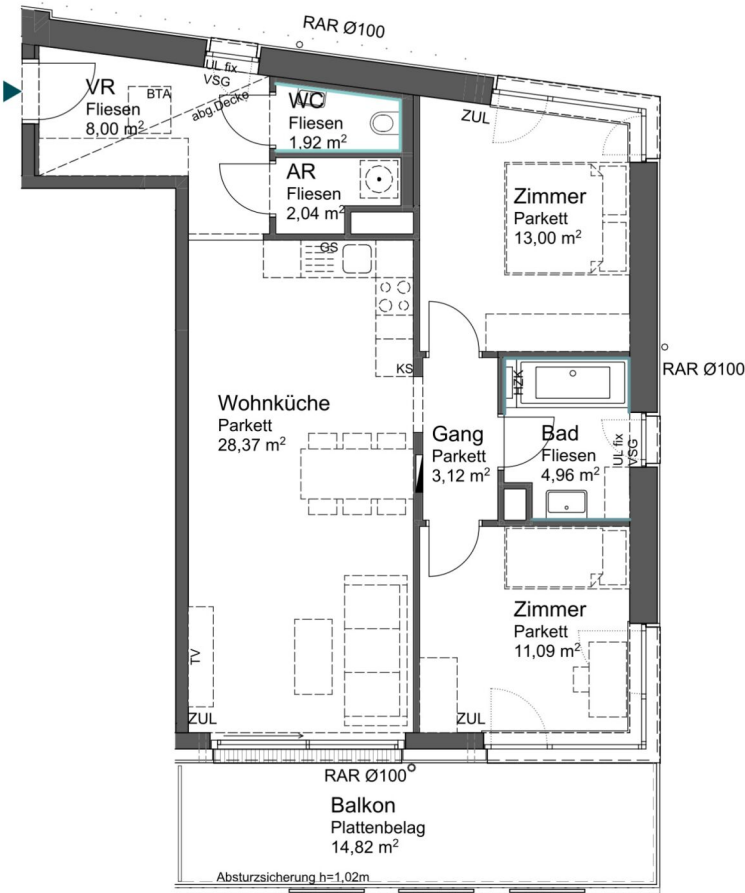 RAR Ø100
UL fix
VSG
VR
Fliesen
8,00 m²
BTA
abg.Decke
WC
Fliesen
1,92 m²
ZUL
AR
Fliesen
2,04 m²
Zimmer
Parkett
13,00 m²
GS
KS
RAR Ø100
Wohnküche
Parkett
28,37 m²
Gang
Parkett
3,12 m²
HZK
Bad
Fliesen
4,96 m²
UL fix
VSG
Zimmer
Parkett
11,09 m²
TV
ZUL
ZUL
RAR Ø100
Balkon
Plattenbelag
14,82 m²
Absturzsicherung h=1,02m